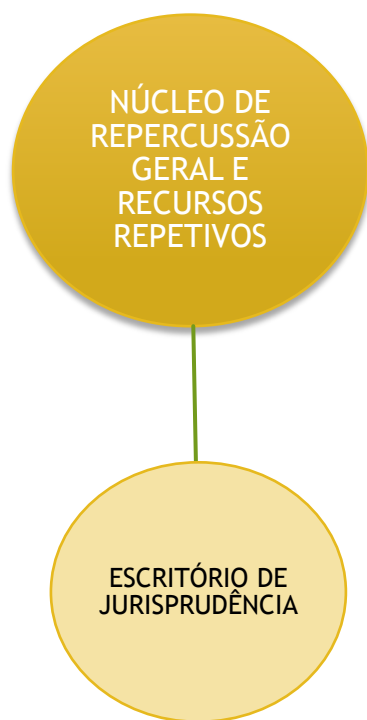 NÚCLEO DE
REPERCUSSÃO
GERAL E
RECURSOS
REPETIVOS
ESCRITÓRIO DE
JURISPRUDÊNCIA